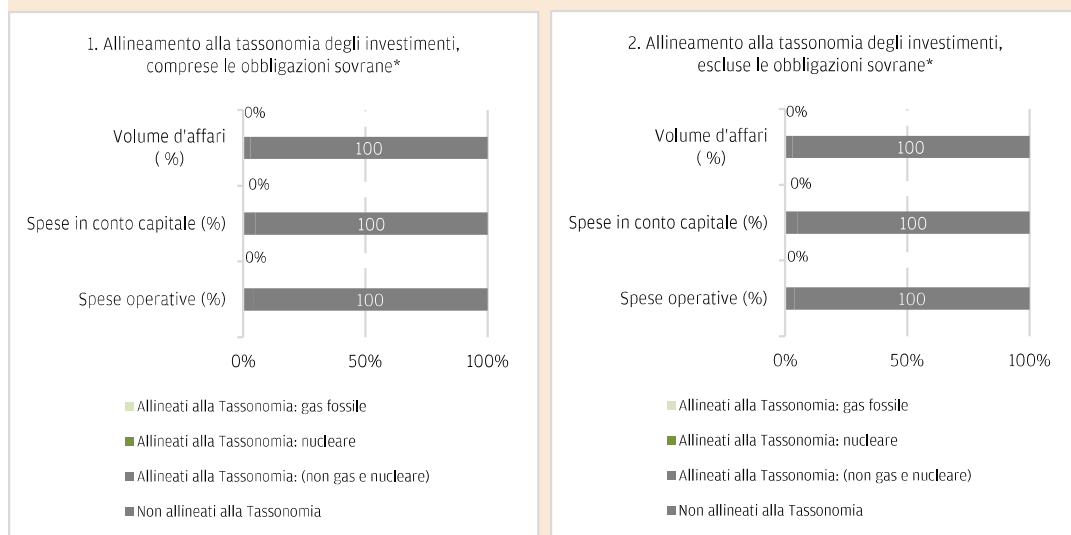 1. Allineamento alla tassonomia degli investimenti,
comprese le obbligazioni sovrane*
0%
Volume d'affari
( %)
100
0%
Spese in conto capitale (%)
100
0%
Spese operative (%)
100
0%
50%
100%
Allineati alla Tassonomia: gas fossile
Allineati alla Tassonomia: nucleare
Allineati alla Tassonomia: (non gas e nucleare)
Non allineati alla Tassonomia
2. Allineamento alla tassonomia degli investimenti,
escluse le obbligazioni sovrane*
0%
Volume d'affari
( %)
100
0%
Spese in conto capitale (%)
100
0%
Spese operative (%)
100
0%
50%
100%
Allineati alla Tassonomia: gas fossile
Allineati alla Tassonomia: nucleare
Allineati alla Tassonomia: (non gas e nucleare)
Non allineati alla Tassonomia